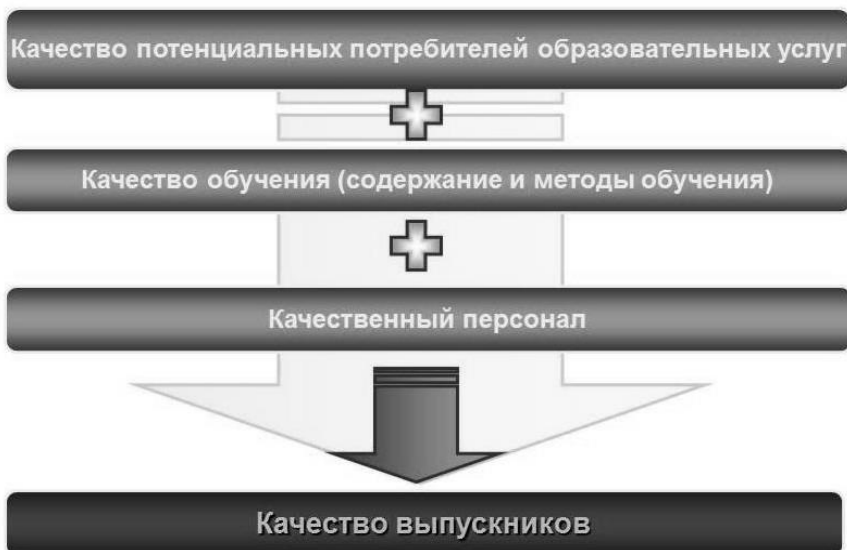 Качество потенциальных потребителей образовательных услуг
Качество обучения (содержание и методы обучения)
Качественный персонал
Качество выпускников